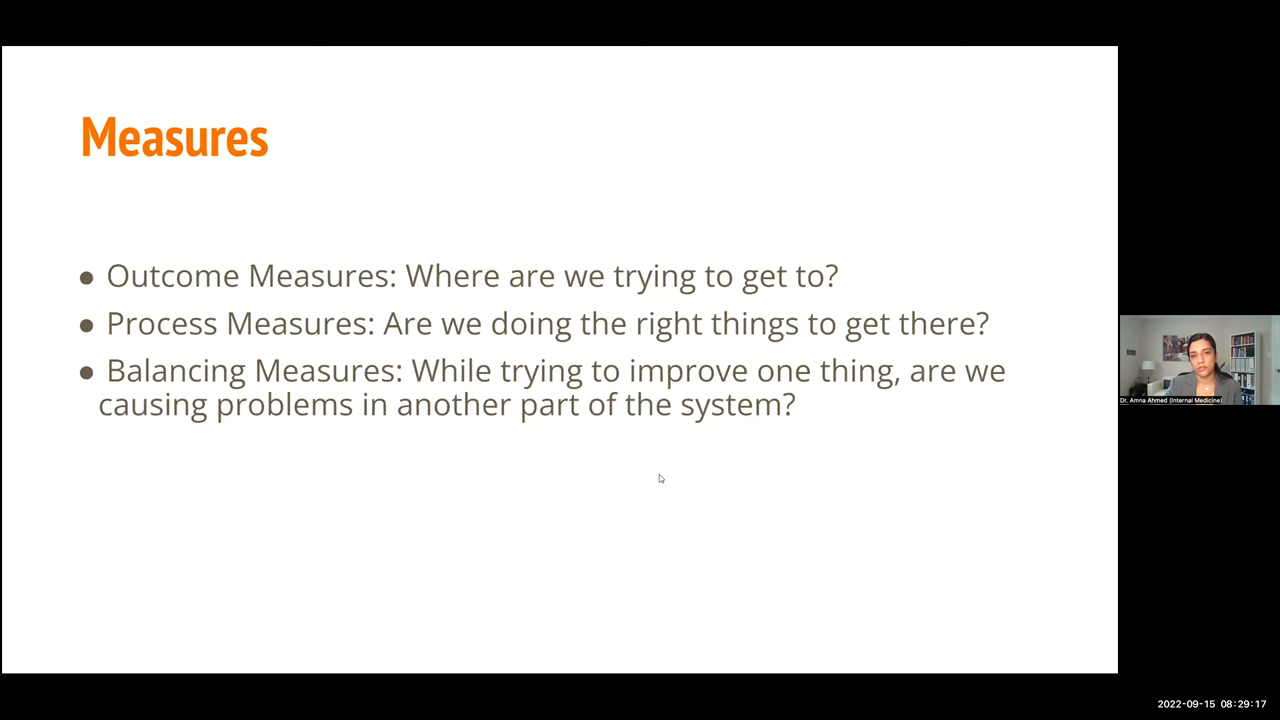 Measures
● Outcome Measures: Where are we trying to get to?
● Process Measures: Are we doing the right things to get there?
● Balancing Measures: While trying to improve one thing, are we
causing problems in another part of the system?
Dr. Amna Ahmed (Internal Medicine)
2022-09-15 08:29:17